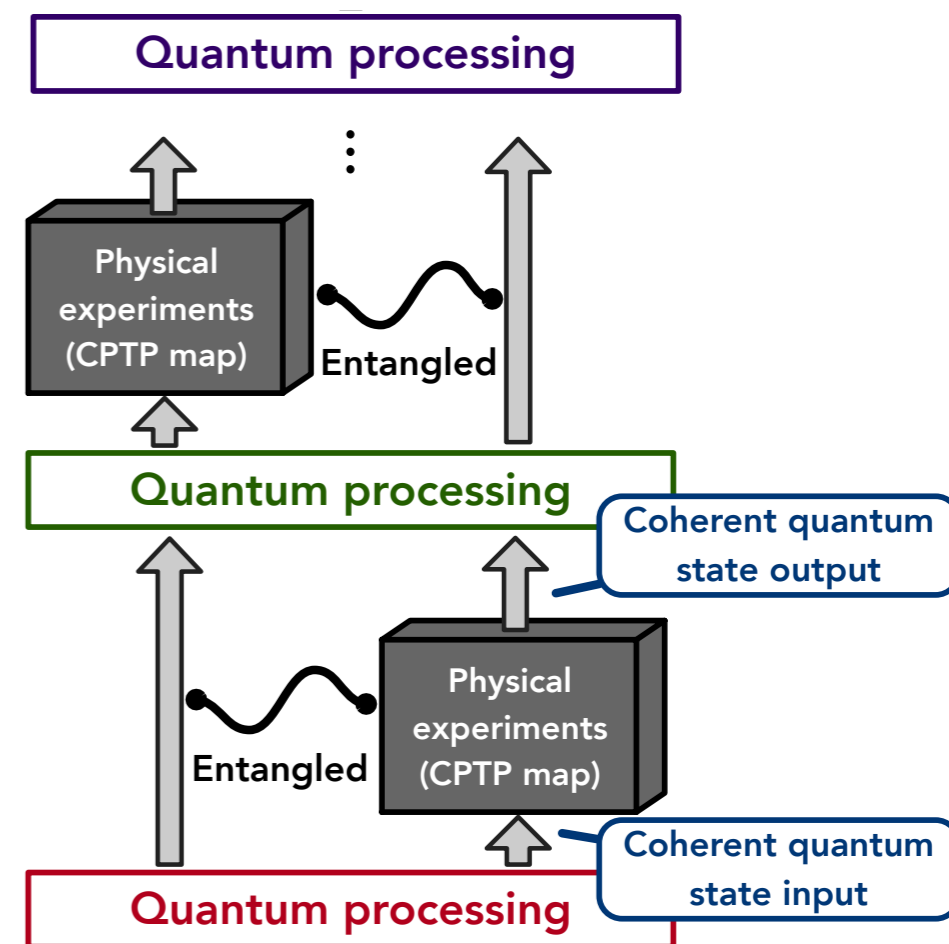 Quantum processing
Physical
experiments
(CPTP map)
Entangled
Quantum processing
Coherent quantum
state output
Physical
experiments
(CPTP map)
Entangled
Coherent quantum
state input
Quantum processing